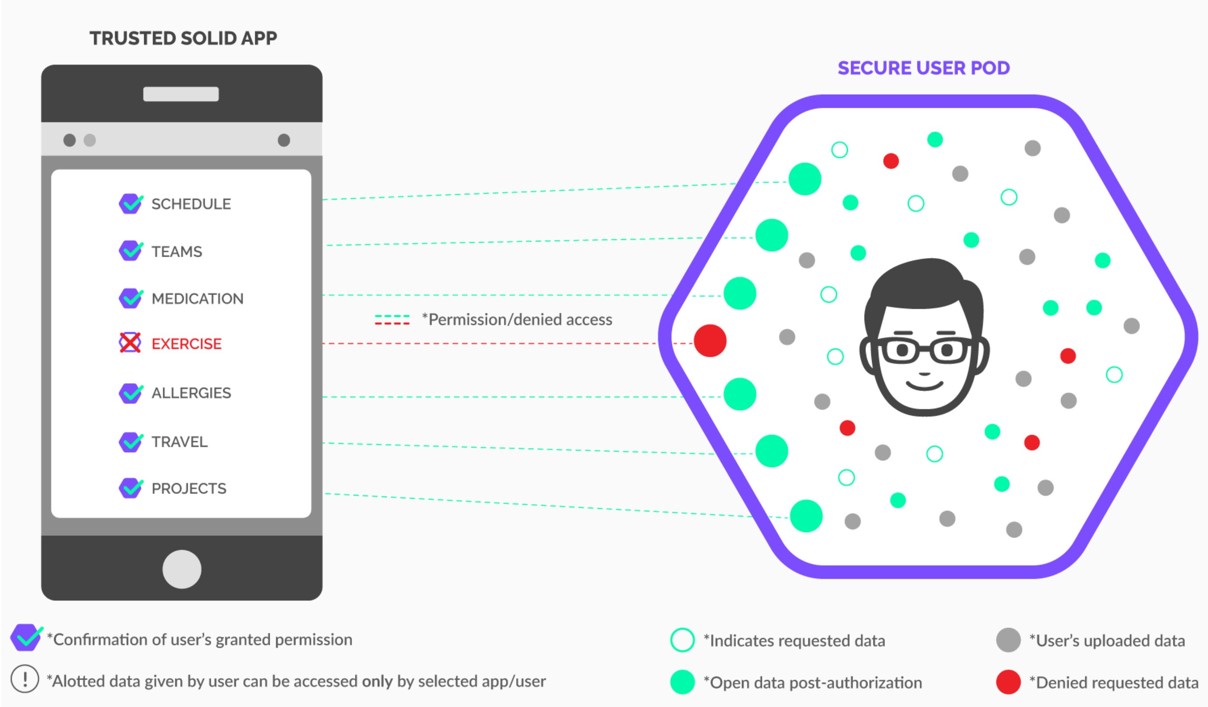 TRUSTED SOLID APP
SECURE USER POD
SCHEDULE
TEAMS
MEDICATION
EXERCISE
ALLERGIES
TRAVEL
PROJECTS
*Permission/denied access
*Confirmation of user's granted permission
! *Alotted data given by user can be accessed only by selected app/user
*Indicates requested data
*Open data post-authorization
*User's uploaded data
*Denied requested data